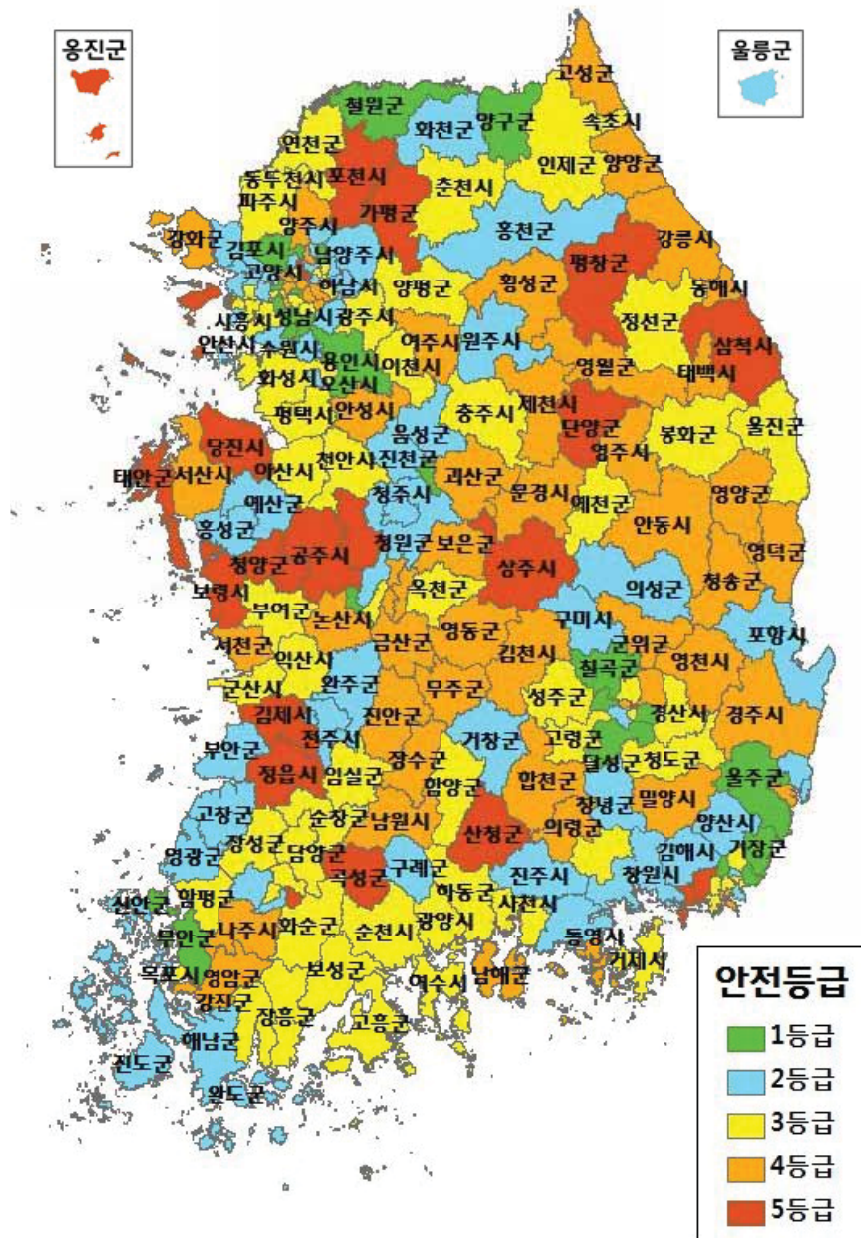 옹진군
울릉군
고성군
철원군
화천군
양구군
속초시
연천군
인제군
양양군
동두천시
포천시
춘천시
파주시
가평군
양주시
강화군
홍천군
강릉시
김포시
남양주시
고양시
평창군
하남시
양평군
횡성군
동해시
시흥시
성남시
광주시
정선군
안산시
수원시
여주시
원주시
삼척시
용인시
이천시
영월군
태백시
화성시
오산시
평택시
안성시
충주시
제천시
단양군
봉화군
울진군
음성군
당진시
천안시
진천군
영주시
태안군
서산시
아산시
괴산군
문경시
예천군
영양군
예산군
청주시
안동시
홍성군
공주시
청원군
보은군
상주시
영덕군
청양군
의성군
청송군
보령시
옥천군
부여군
논산시
구미시
포항시
서천군
금산군
영동군
김천시
군위군
익산시
칠곡군
영천시
완주군
무주군
군산시
성주군
김제시
진안군
경산시
경주시
전주시
거창군
고령군
부안군
달성군
청도군
정읍시
임실군
장수군
함양군
합천군
울주군
고창군
창녕군
밀양시
순창군
남원시
의령군
양산시
장성군
산청군
영광군
담양군
김해시
기장군
곡성군
구례군
진주시
창원시
함평군
하동군
신안군
사천시
화순군
순천시
광양시
부안군
나주시
통영시
목포시
보성군
거제시
영암군
여수시
남해군
강진군
장흥군
고흥군
해남군
진도군
완도군
안전등급
1등급
2등급
3등급
4등급
5등급